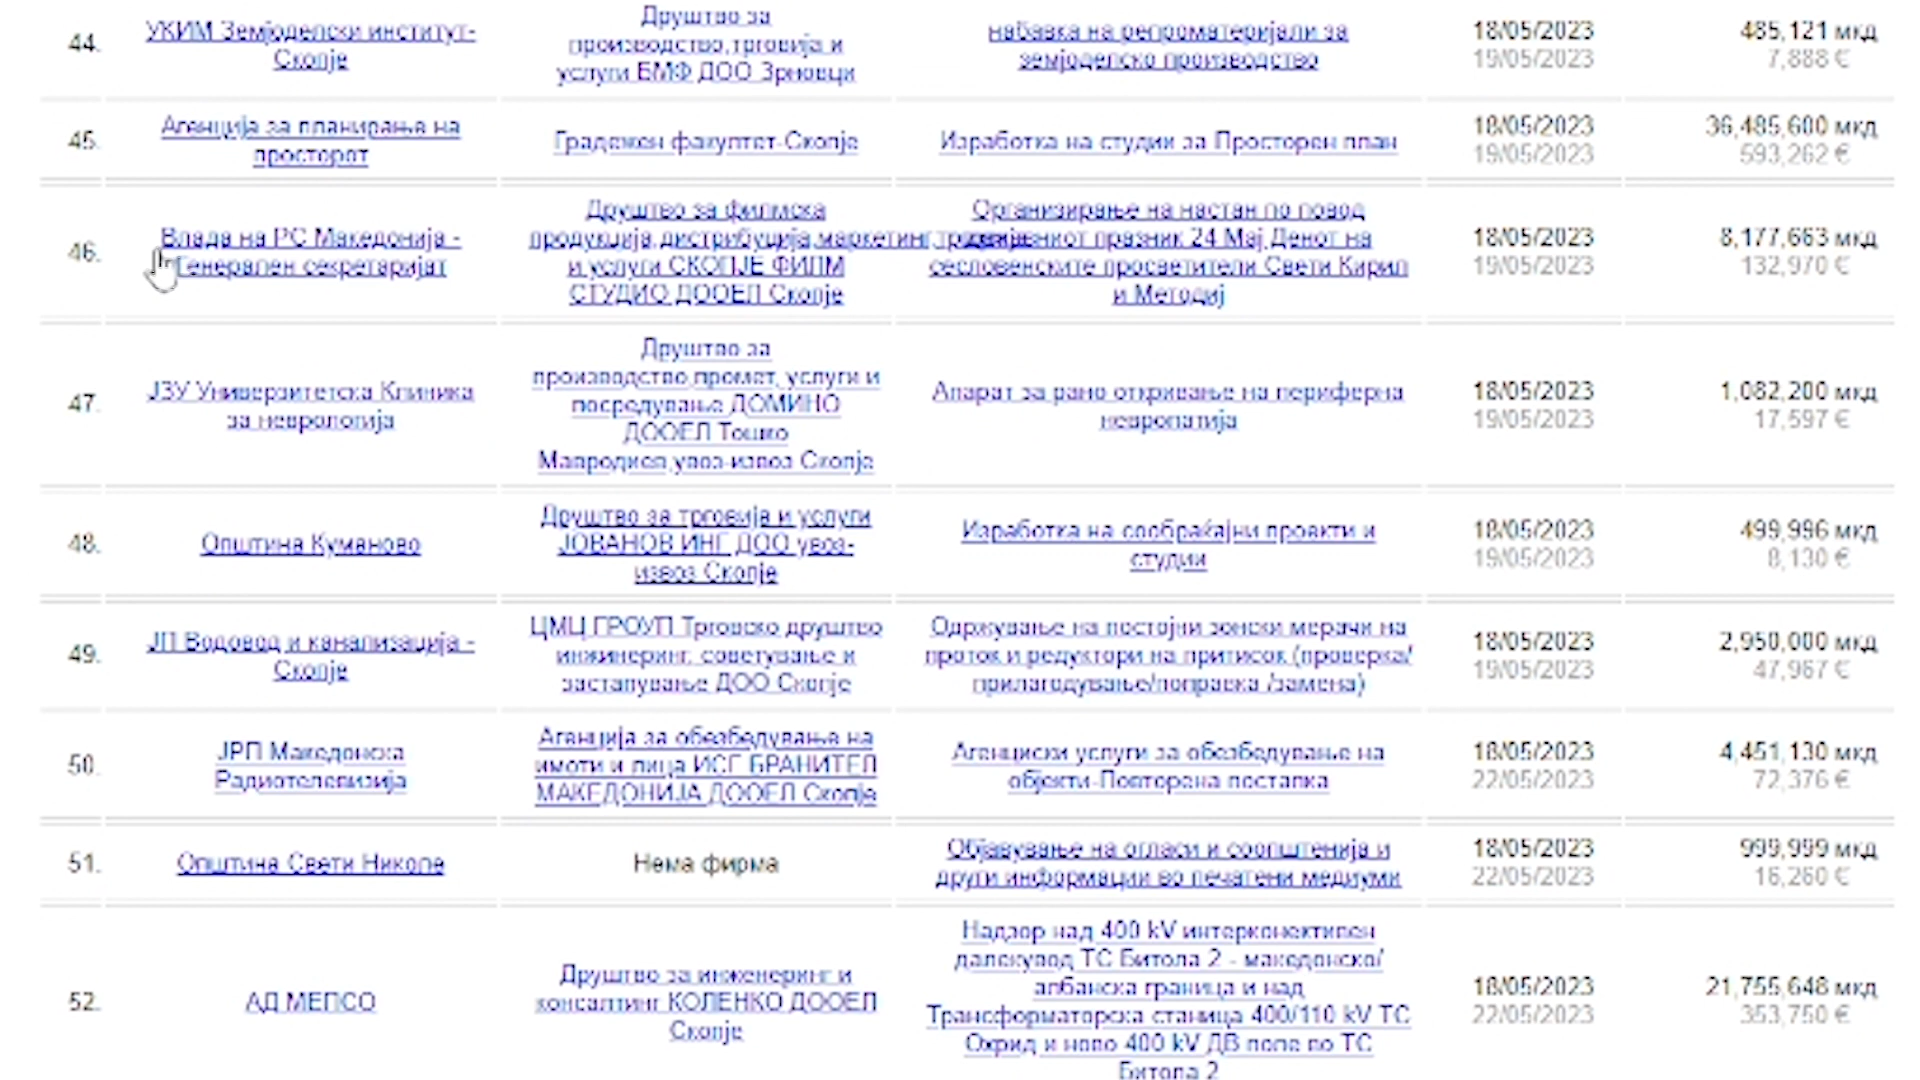 44.
УКИМ Земјоделски институт-
Скопје
Друштво за
производство,трговија и
услуги БМФ ДОО Зрновци
набавка на репроматеријали за
земјоделско производство
18/05/2023
19/05/2023
485,121 мкд
7,888 €
45.
Агенција за планирање на
просторот
Градежен факултет-Скопје
Изработка на студии за Просторен план
18/05/2023
19/05/2023
36,485,600 мкд
593,262 €
46.
Влада на РС Македонија -
Генерален секретаријат
Друштво за филмска
продукција,дистрибуција,маркетинг,трговија
и услуги СКОПЈЕ ФИЛМ
СТУДИО ДООЕЛ Скопје
Организирање на настан по повод
државниот празник 24 Мај Денот на
сесловенските просветители Свети Кирил
и Методиј
18/05/2023
19/05/2023
8,177,663 мкд
132,970 €
47.
ЈЗУ Универзитетска Клиника
за неврологија
Друштво за
производство,промет, услуги и
посредување ДОМИНО
ДООЕЛ Тошко
Мавродиев,увоз-извоз Скопје
Апарат за рано откривање на периферна
невропатија
18/05/2023
19/05/2023
1,082,200 мкд
17,597 €
48.
Општина Куманово
Друштво за трговија и услуги
ЈОВАНОВ ИНГ ДОО увоз-
извоз Скопје
Изработка на сообраќајни проекти и
студии
18/05/2023
19/05/2023
499,996 мкд
8,130 €
49.
ЈП Водовод и канализација -
Скопје
ЦМЦ ГРОУП Трговско друштво
инжинеринг, советување и
застапување ДОО Скопје
Одржување на постојни зонски мерачи на
проток и редуктори на притисок (проверка/
прилагодување/поправка /замена)
18/05/2023
19/05/2023
2,950,000 мкд
47,967 €
50.
ЈРП Македонска
Радиотелевизија
Агенција за обезбедување на
имоти и лица ИСГ БРАНИТЕЛ
МАКЕДОНИЈА ДООЕЛ Скопје
Агенциски услуги за обезбедување на
објекти-Повторена постапка
18/05/2023
22/05/2023
4,451,130 мкд
72,376 €
51.
Општина Свети Николе
Нема фирма
Објавување на огласи и соопштенија и
други информации во печатени медиуми
18/05/2023
22/05/2023
999,999 мкд
16,260 €
52.
АД МЕПСО
Друштво за инженеринг и
консалтинг КОЛЕНКО ДООЕЛ
Скопје
Надзор над 400 kV интерконективен
далекувод ТС Битола 2 - македонско/
албанска граница и над
Трансформаторска станица 400/110 kV ТС
Охрид и ново 400 kV ДВ поле во ТС
Битола 2
18/05/2023
22/05/2023
21,755,648 мкд
353,750 €